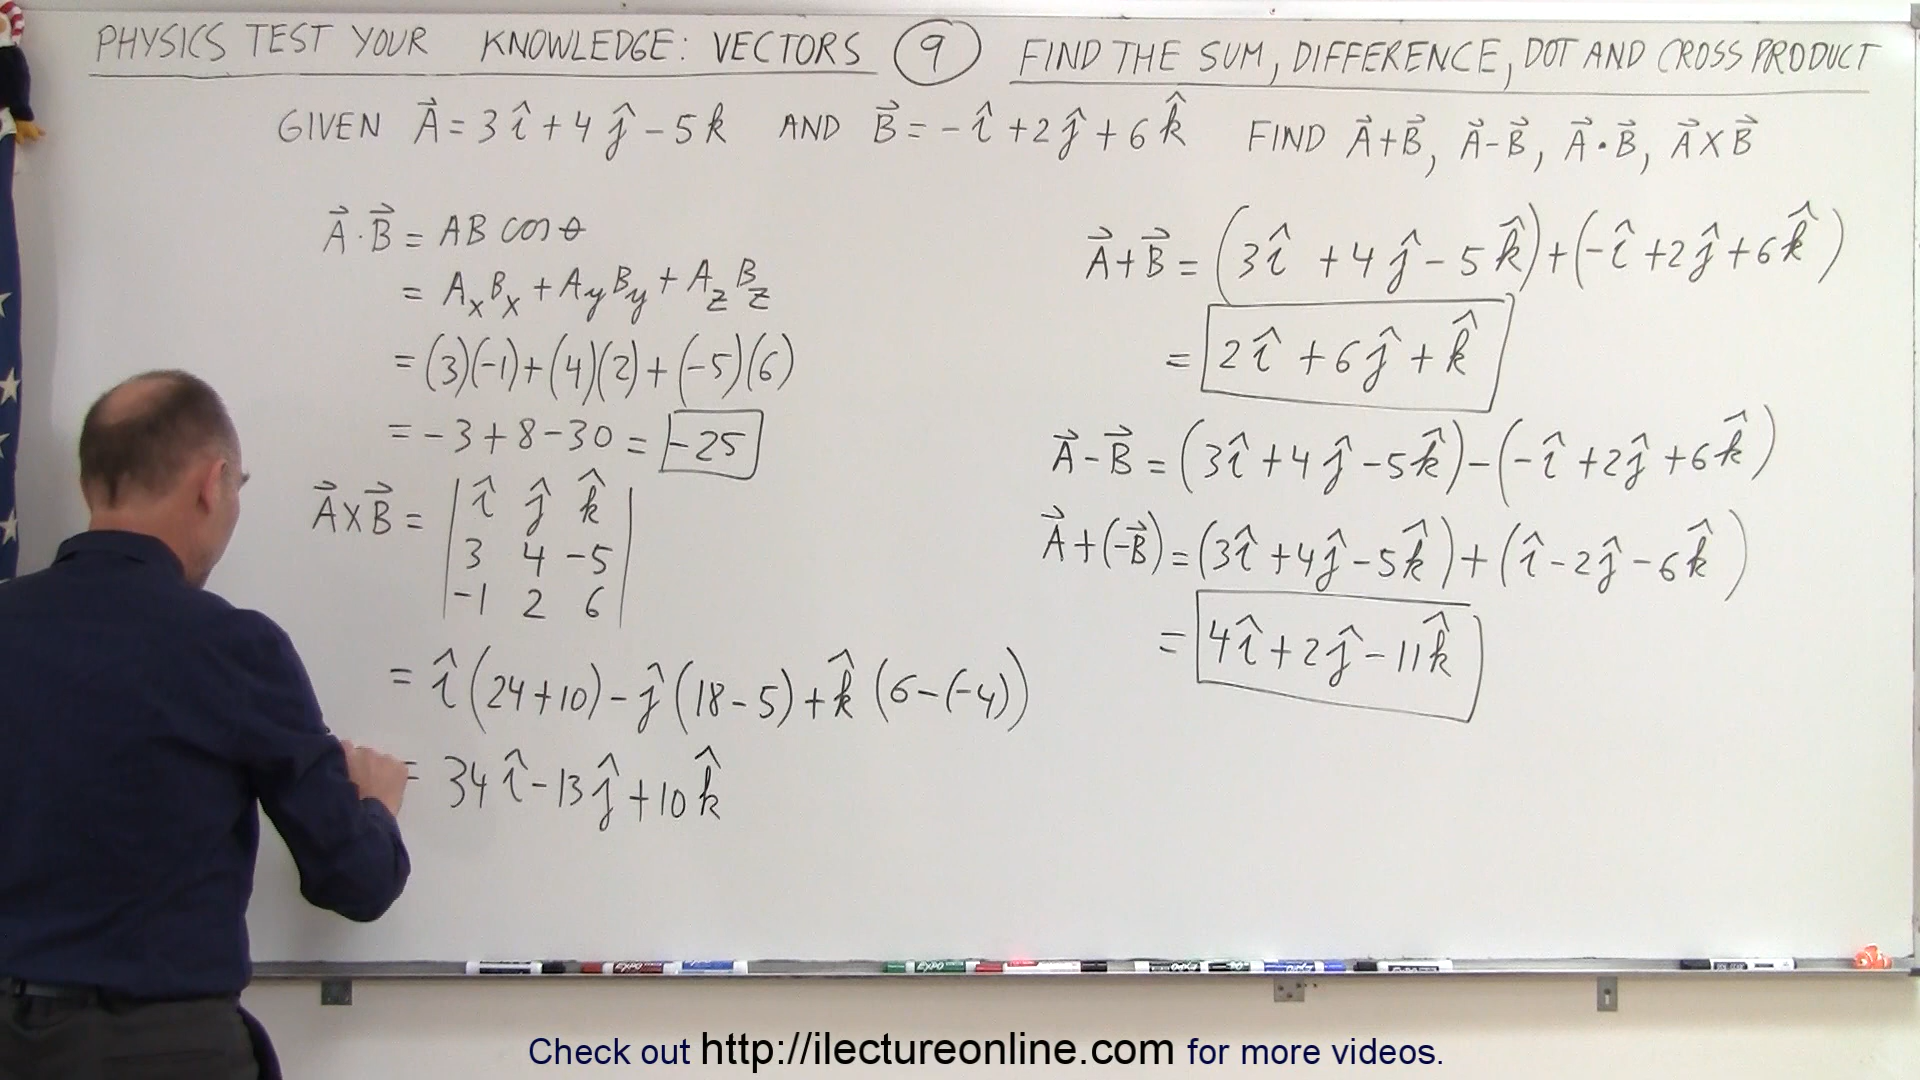 PHYSICS TEST YOUR KNOWLEDGE: VECTORS 9 FIND THE SUM, DIFFERENCE, DOT AND CROSS PRODUCT
GIVEN A⃗ = 3î + 4ĵ - 5k AND B⃗ = -î + 2ĵ + 6k̂ FIND A⃗+B⃗, A⃗-B⃗, A⃗·B⃗, A⃗XB⃗
A⃗·B⃗ = AB cos θ
= AxBx + AyBy + AzBz
= (3)(-1)+(4)(2)+(-5)(6)
= -3+8-30 = -25
A⃗XB⃗ = | î ĵ k̂ |
| 3 4 -5 |
| -1 2 6 |
= î(24+10) - ĵ(18-5) + k̂(6-(-4))
= 34î - 13ĵ + 10k̂
A⃗+B⃗ = (3î + 4ĵ - 5k̂)+(-î+2ĵ+6k̂)
= 2î + 6ĵ + k̂
A⃗-B⃗ = (3î+4ĵ-5k̂)-(-î+2ĵ+6k̂)
A⃗+(-B⃗) = (3î+4ĵ-5k̂)+(î-2ĵ-6k̂)
= 4î+2ĵ-11k̂
EXPO EXPO
Check out http://ilectureonline.com for more videos.